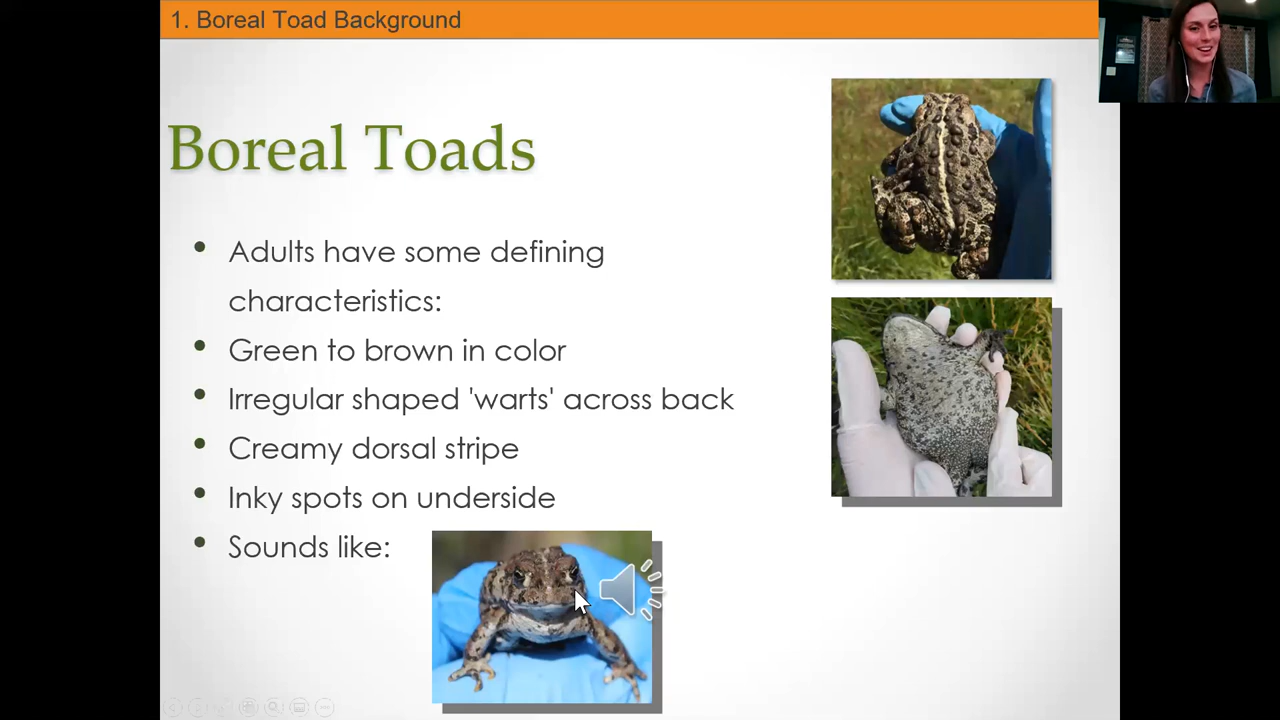 1. Boreal Toad Background
Boreal Toads
• Adults have some defining
characteristics:
• Green to brown in color
• Irregular shaped 'warts' across back
• Creamy dorsal stripe
• Inky spots on underside
• Sounds like: